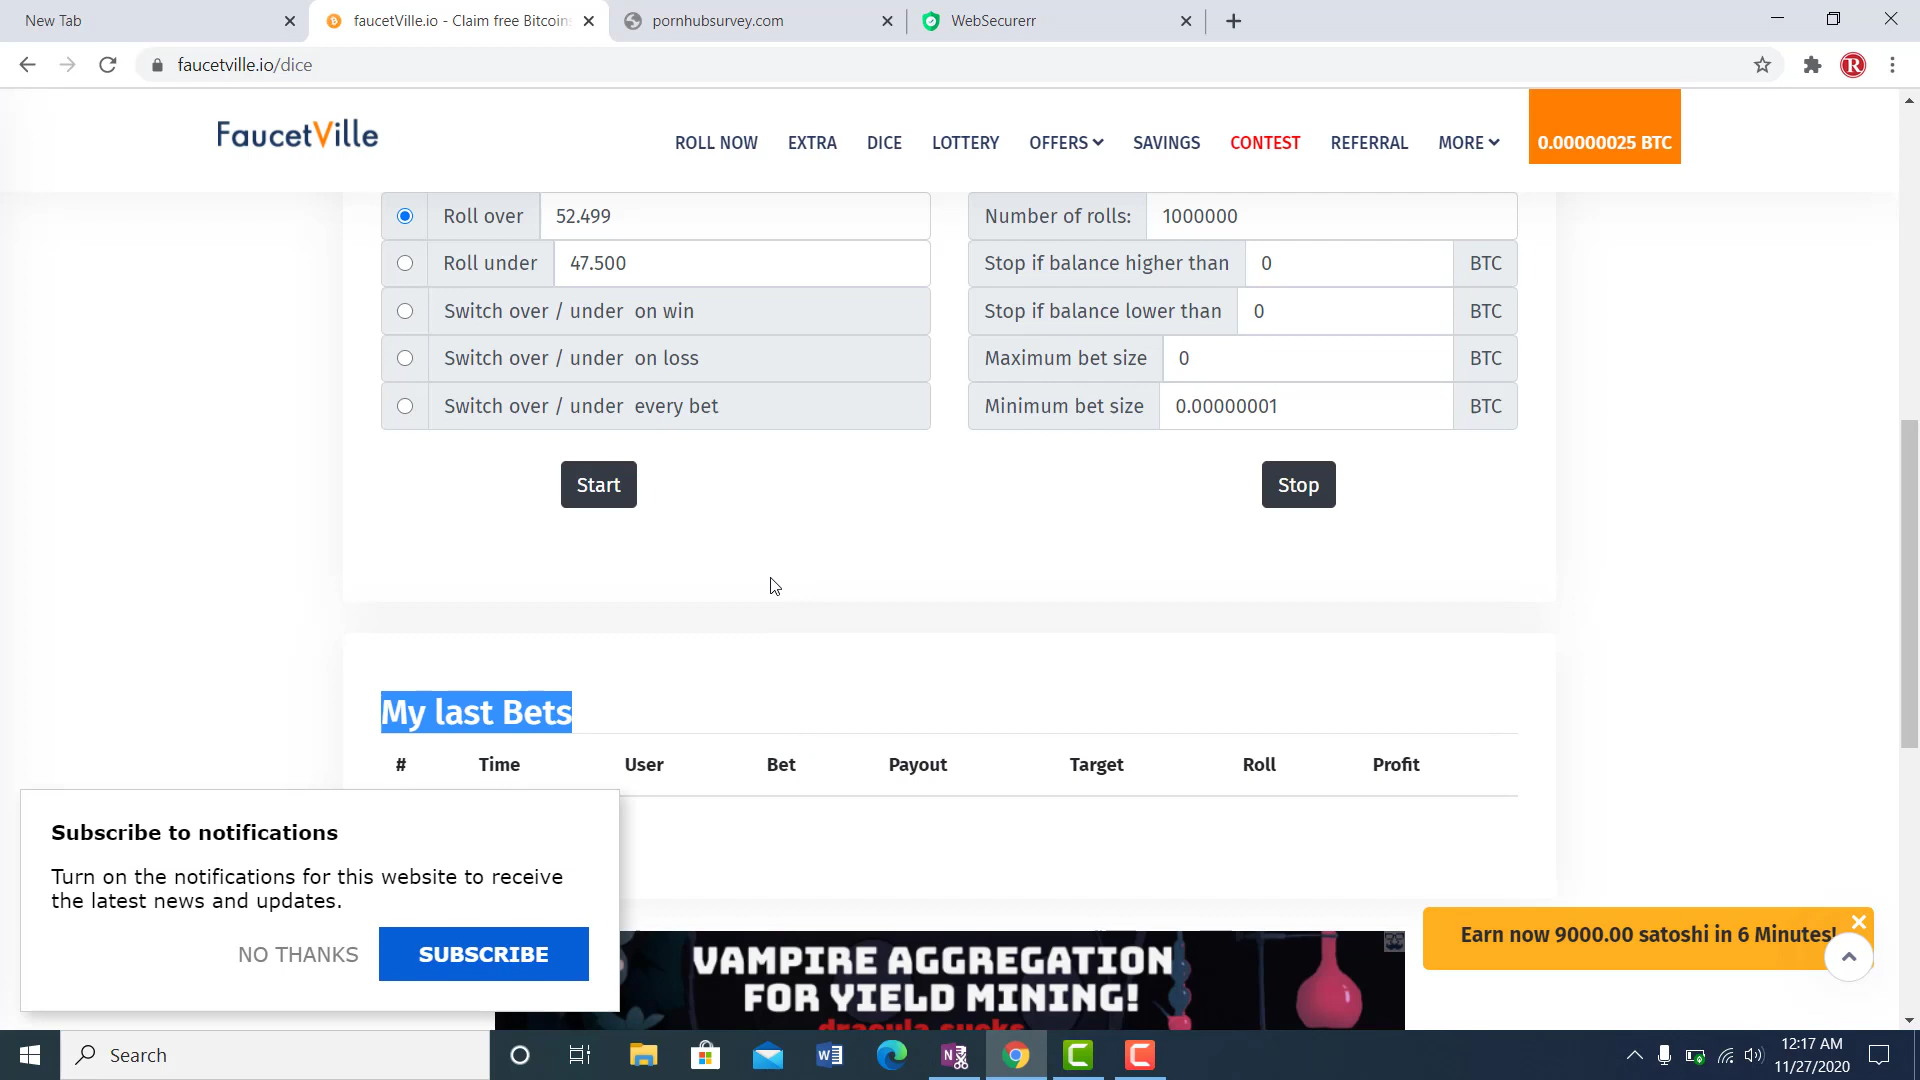 New Tab
faucetVille.io - Claim free Bitcoin
pornhubsurvey.com
WebSecurerr
faucetville.io/dice
R
FaucetVille
ROLL NOW EXTRA DICE LOTTERY OFFERS SAVINGS CONTEST REFERRAL MORE 0.00000025 BTC
Roll over 52.499
Number of rolls: 1000000
Roll under 47.500
Stop if balance higher than 0 BTC
Switch over / under on win
Stop if balance lower than 0 BTC
Switch over / under on loss
Maximum bet size 0 BTC
Switch over / under every bet
Minimum bet size 0.00000001 BTC
Start
Stop
My last Bets
# Time User Bet Payout Target Roll Profit
Subscribe to notifications
Turn on the notifications for this website to receive
the latest news and updates.
NO THANKS SUBSCRIBE
Earn now 9000.00 satoshi in 6 Minutes!
VAMPIRE AGGREGATION
FOR YIELD MINING!
dracula.sucks
Search
12:17 AM
11/27/2020